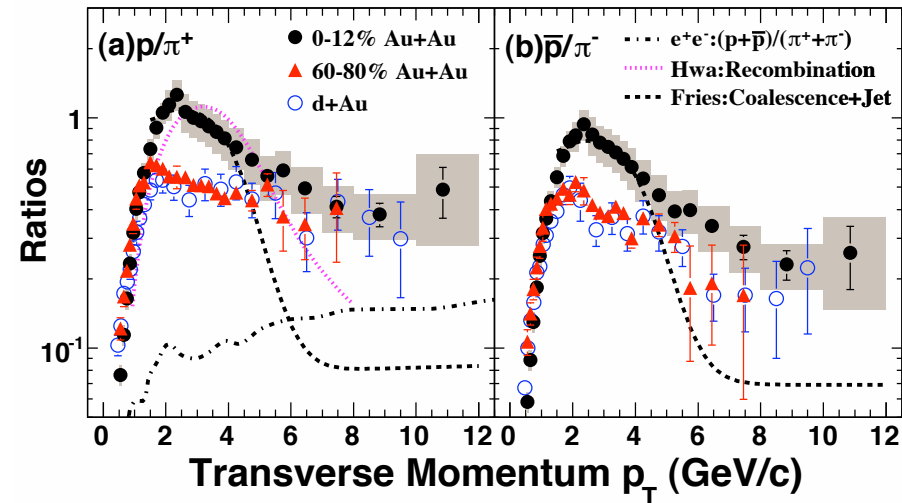 (a)p/π⁺
0-12% Au+Au
60-80% Au+Au
d+Au
(b)p̅/π⁻
e⁺e⁻:(p+p̅)/(π⁺+π⁻)
Hwa:Recombination
Fries:Coalescence+Jet
Ratios
1
10⁻¹
0 2 4 6 8 10 12
0 2 4 6 8 10 12
Transverse Momentum p_T (GeV/c)